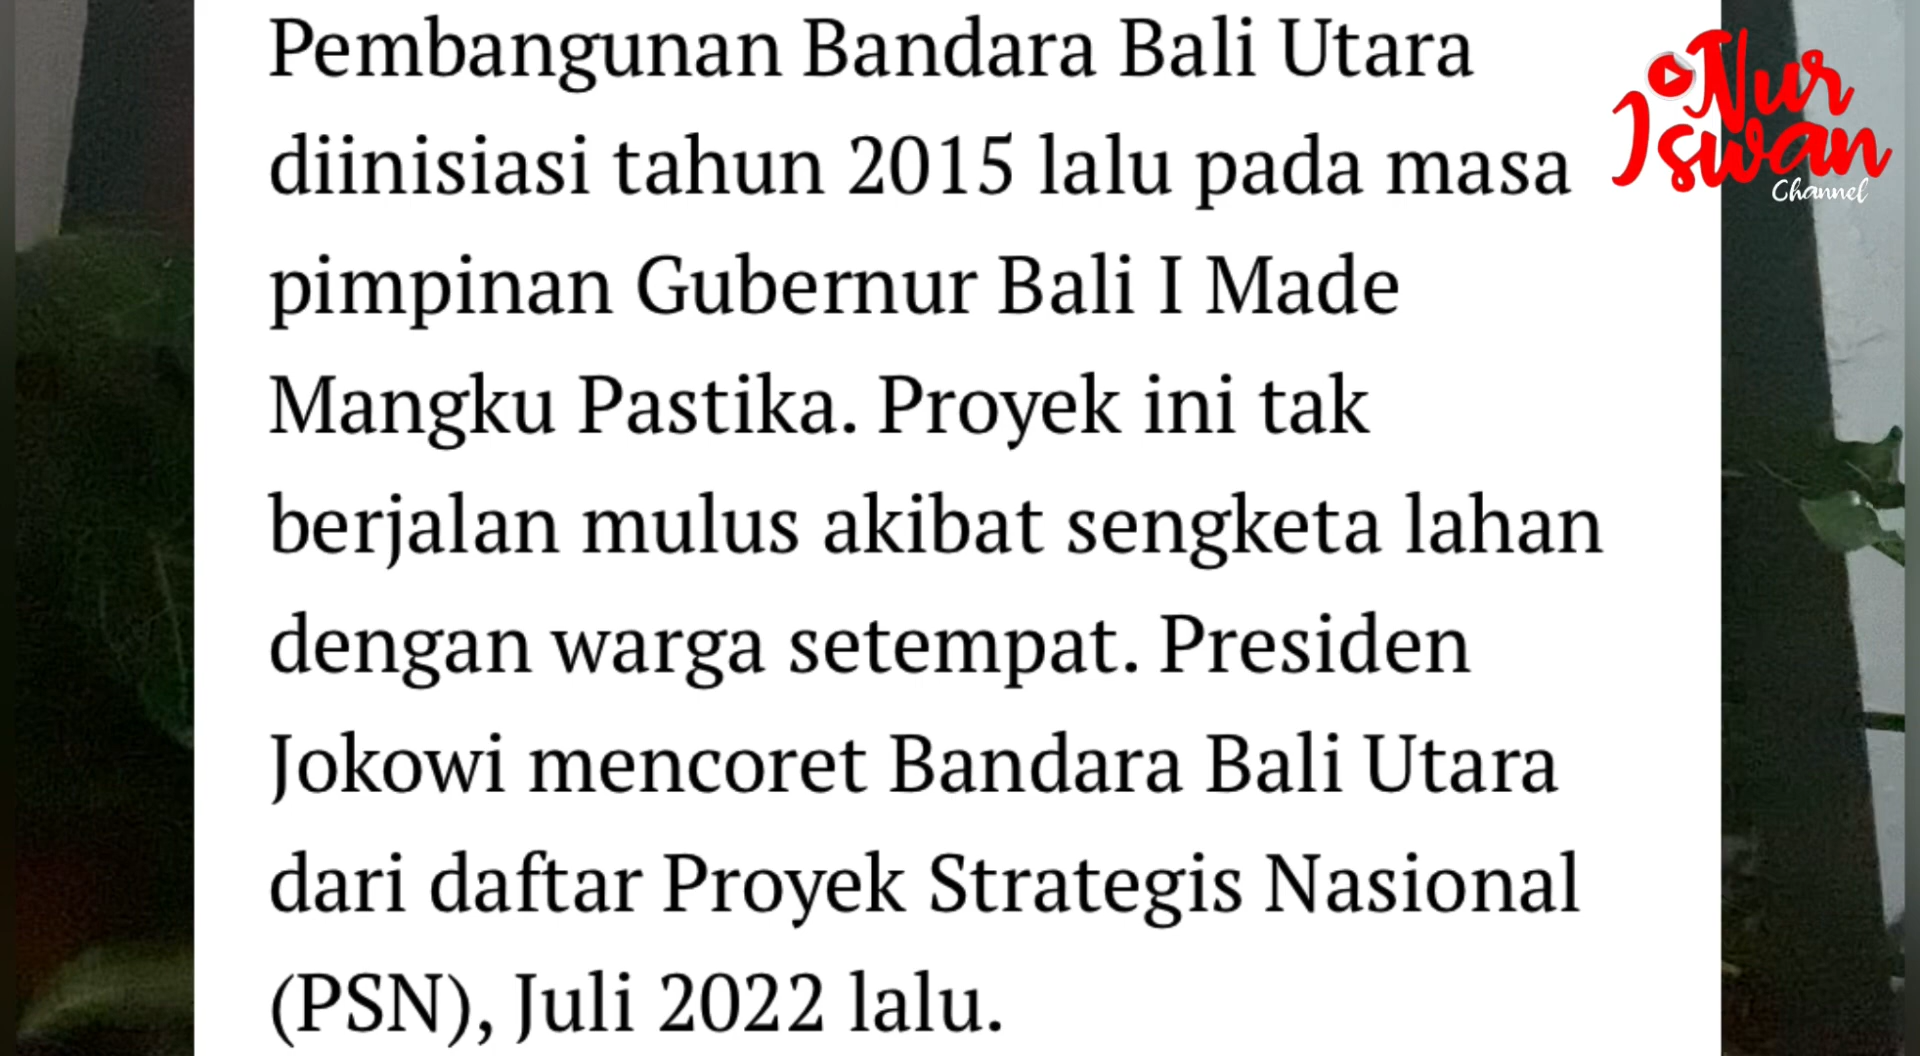 Pembangunan Bandara Bali Utara
diinisiasi tahun 2015 lalu pada masa
pimpinan Gubernur Bali I Made
Mangku Pastika. Proyek ini tak
berjalan mulus akibat sengketa lahan
dengan warga setempat. Presiden
Jokowi mencoret Bandara Bali Utara
dari daftar Proyek Strategis Nasional
(PSN), Juli 2022 lalu.
Nur
Iswan
Channel